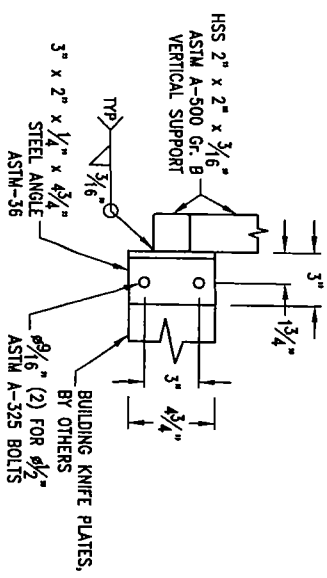 HSS 2" x 2" x 3/16"
ASTM A-500 Gr. B
VERTICAL SUPPORT
TYP
3/16"
3" x 2" x 1/4" x 4 3/4"
STEEL ANGLE
ASTM-36
3"
1 3/4"
3"
4 3/4"
BUILDING KNIFE PLATES,
BY OTHERS
ø9/16" (2) FOR ø1/2"
ASTM A-325 BOLTS